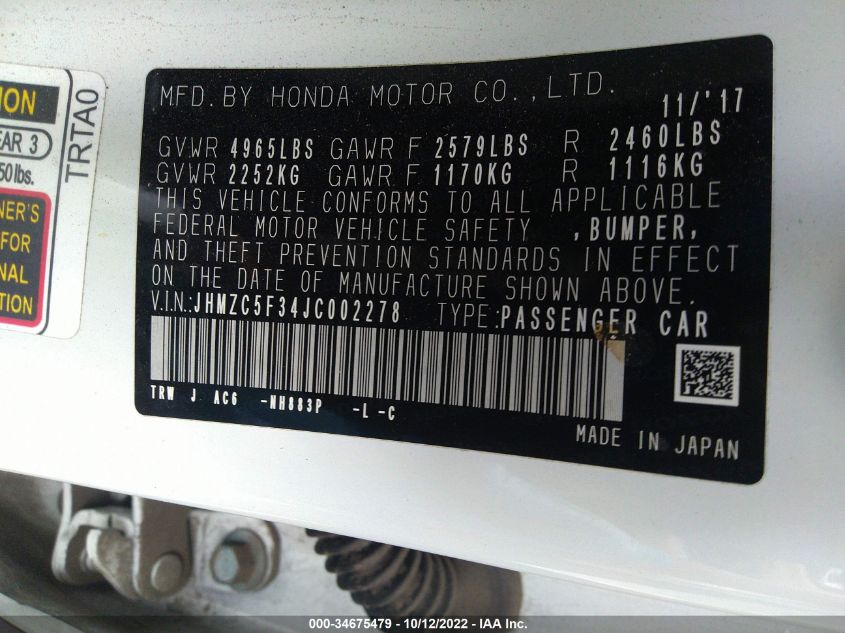 ION
EAR 3
50 lbs.
NER'S
FOR
NAL
TION
TRTA0
MFD. BY HONDA MOTOR CO., LTD. 11/'17
GVWR 4965LBS GAWR F 2579LBS R 2460LBS
GVWR 2252KG GAWR F 1170KG R 1116KG
THIS VEHICLE CONFORMS TO ALL APPLICABLE
FEDERAL MOTOR VEHICLE SAFETY ,BUMPER,
AND THEFT PREVENTION STANDARDS IN EFFECT
ON THE DATE OF MANUFACTURE SHOWN ABOVE.
V.I.N.:JHMZC5F34JC002278 TYPE:PASSENGER CAR
TRW J AC6 -NH883P -L -C
MADE IN JAPAN
000-34675479 - 10/12/2022 - IAA Inc.